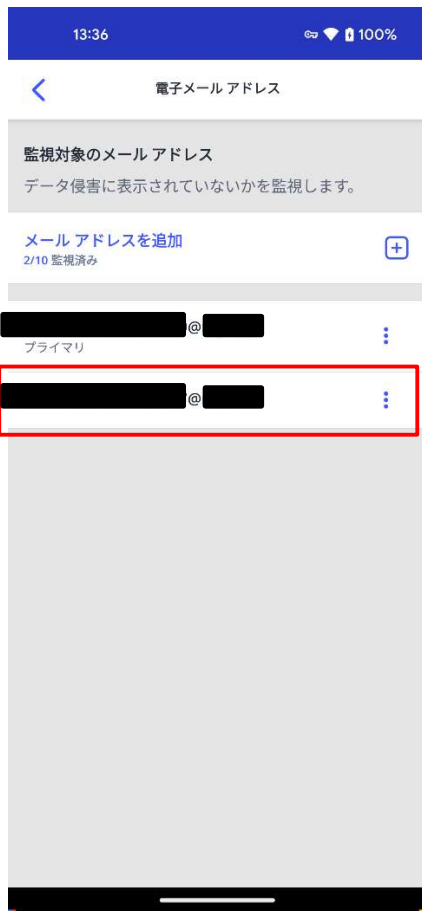 13:36
100%
電子メール アドレス
監視対象のメール アドレス
データ侵害に表示されていないかを監視します。
メール アドレスを追加
2/10 監視済み
@
プライマリ
@